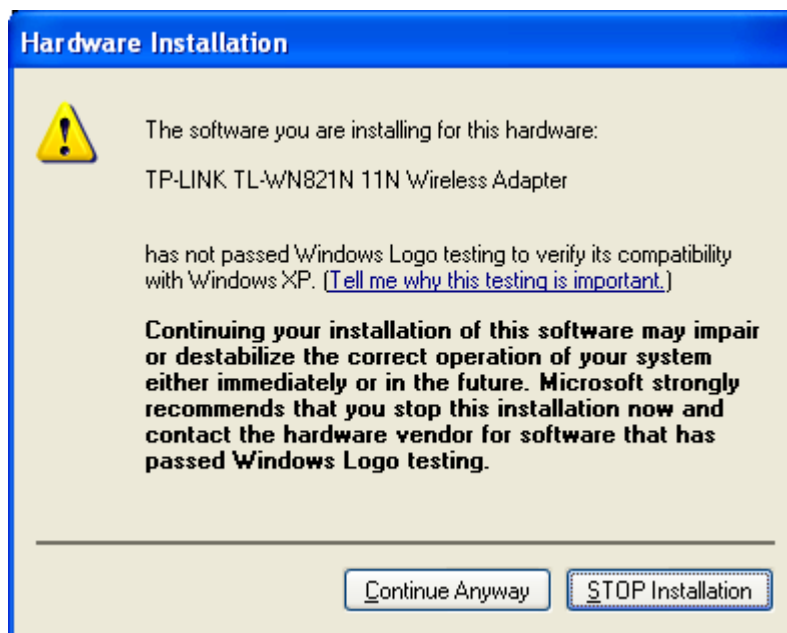 Hardware Installation
The software you are installing for this hardware:
TP-LINK TL-WN821N 11N Wireless Adapter
has not passed Windows Logo testing to verify its compatibility
with Windows XP. (Tell me why this testing is important.)
Continuing your installation of this software may impair
or destabilize the correct operation of your system
either immediately or in the future. Microsoft strongly
recommends that you stop this installation now and
contact the hardware vendor for software that has
passed Windows Logo testing.
Continue Anyway
STOP Installation